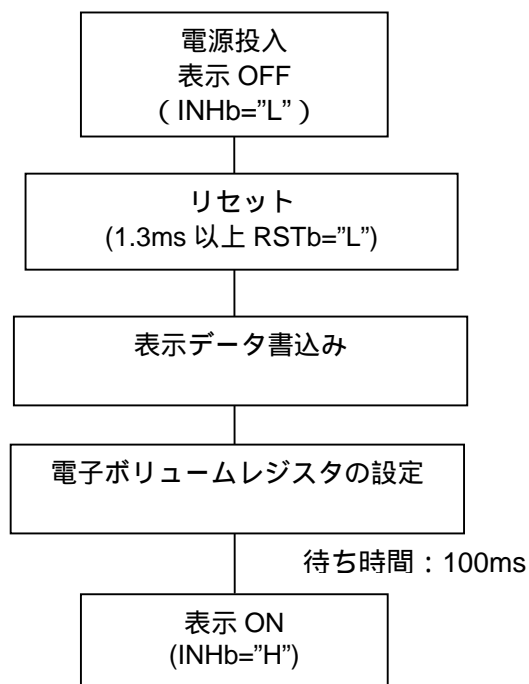 電源投入
表示 OFF
( INHb=”L” )
リセット
(1.3ms 以上 RSTb=”L”)
表示データ書込み
電子ボリュームレジスタの設定
待ち時間：100ms
表示 ON
(INHb=”H”)